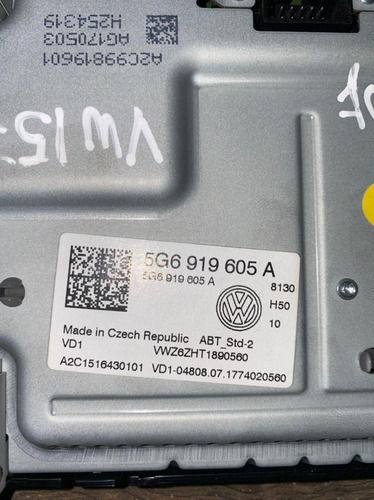 A2C99819601
AG170503
H254319
VW15
5G6 919 605 A
5G6 919 605 A
8130
H50
10
Made in Czech Republic ABT_Std-2
VD1 VWZ6ZHT1890560
A2C1516430101 VD1-04808.07.1774020560